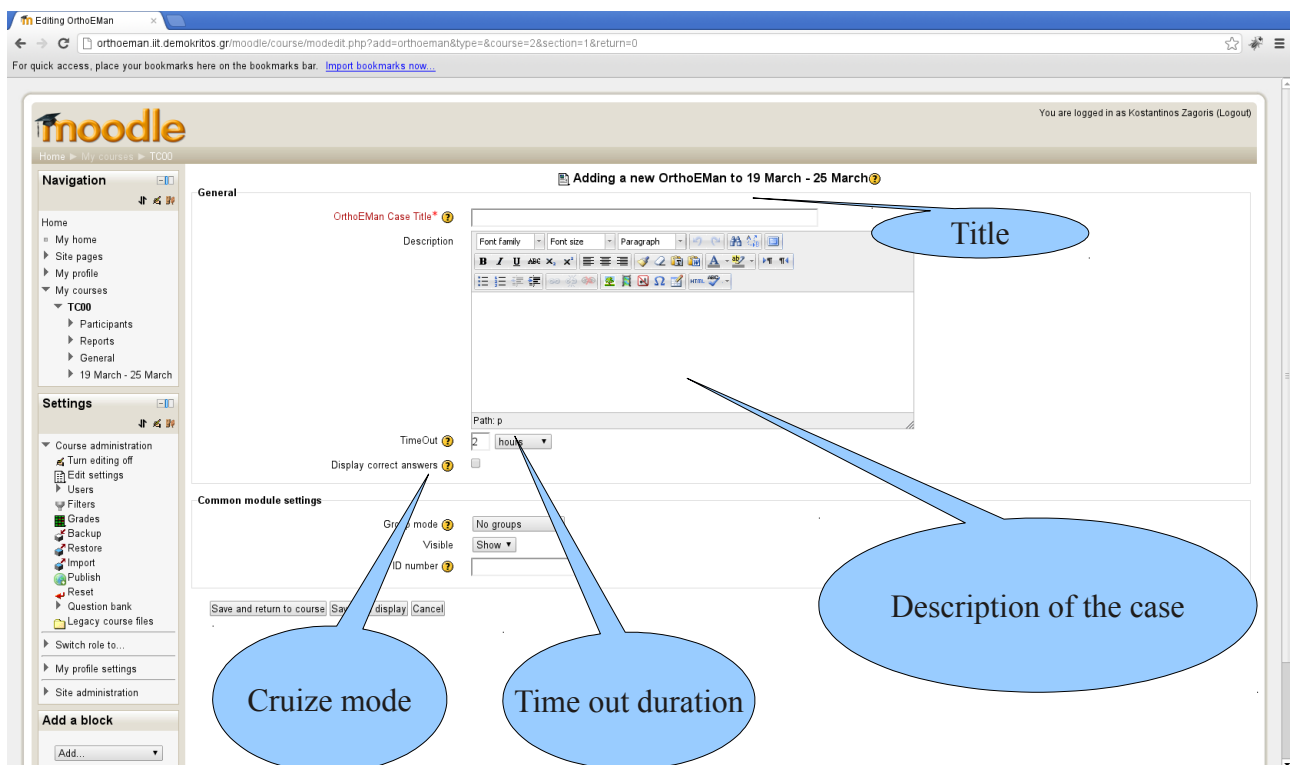 Editing OrthoEMan
orthoeman.iit.demokritos.gr/moodle/course/modedit.php?add=orthoeman&type=&course=2&section=1&return=0
For quick access, place your bookmarks here on the bookmarks bar. Import bookmarks now...
moodle
You are logged in as Kostantinos Zagoris (Logout)
Home ► My courses ► TC00
Navigation
Home
My home
Site pages
My profile
My courses
TC00
Participants
Reports
General
19 March - 25 March
Settings
Course administration
Turn editing off
Edit settings
Users
Filters
Grades
Backup
Restore
Import
Publish
Reset
Question bank
Legacy course files
Switch role to...
My profile settings
Site administration
Add a block
Add...
Adding a new OrthoEMan to 19 March - 25 March
General
OrthoEMan Case Title*
Title
Description
Font family Font size Paragraph
B I U ABC x, x²
HTML
Path: p
TimeOut 2 hours
Display correct answers
Common module settings
Group mode No groups
Visible Show
ID number
Save and return to course display Cancel
Description of the case
Cruize mode
Time out duration